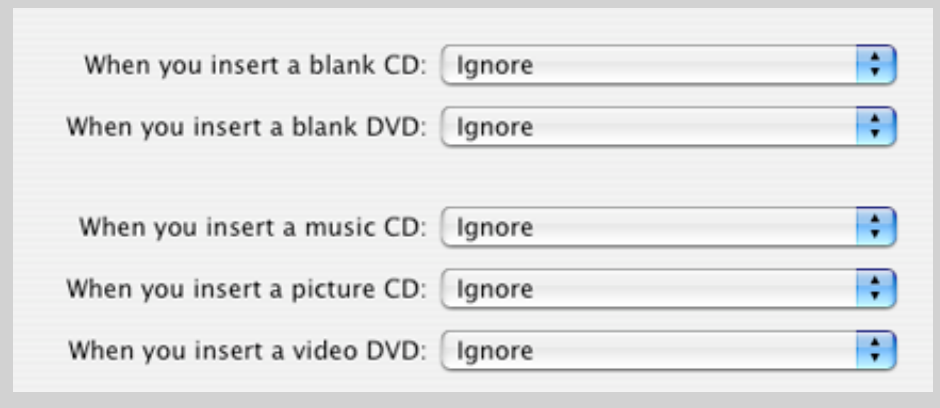 When you insert a blank CD: Ignore
When you insert a blank DVD: Ignore
When you insert a music CD: Ignore
When you insert a picture CD: Ignore
When you insert a video DVD: Ignore